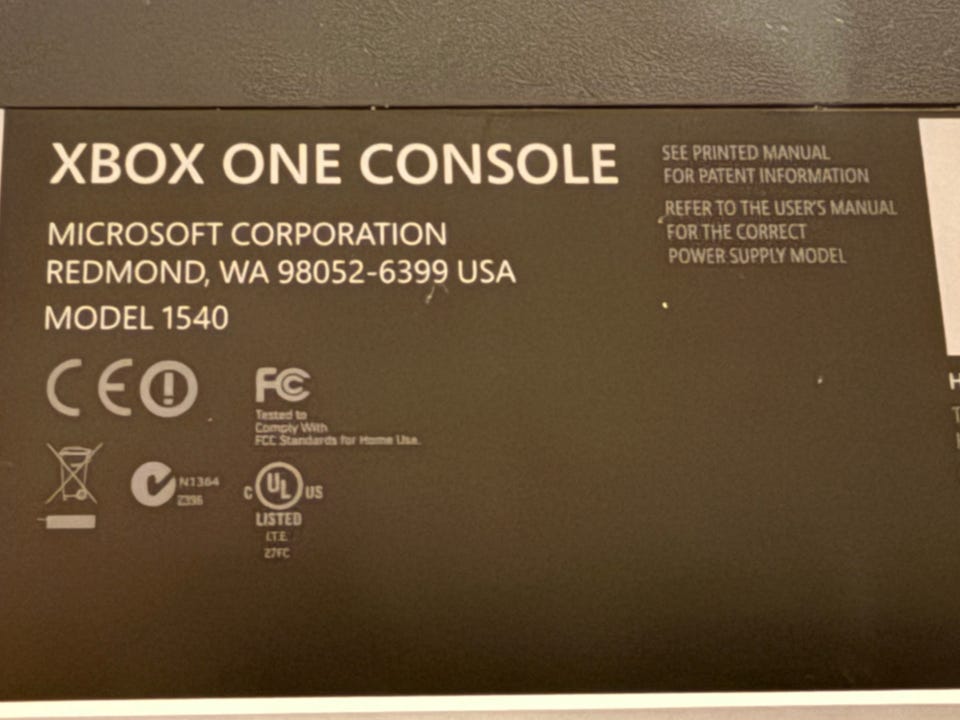 XBOX ONE CONSOLE
MICROSOFT CORPORATION
REDMOND, WA 98052-6399 USA
MODEL 1540
SEE PRINTED MANUAL
FOR PATENT INFORMATION
REFER TO THE USER'S MANUAL
FOR THE CORRECT
POWER SUPPLY MODEL
CE
FC
Tested to
Comply With
FCC Standards for Home Use.
N1364
C UL US
LISTED
I.T.E.
27FC